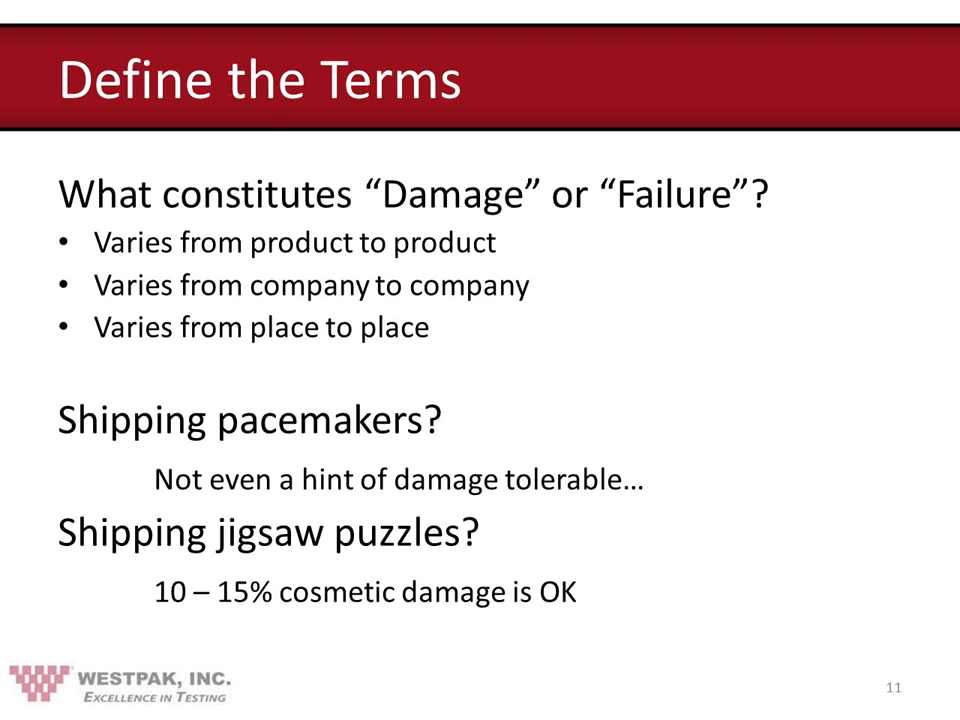 Define the Terms
What constitutes “Damage” or “Failure”?
• Varies from product to product
• Varies from company to company
• Varies from place to place
Shipping pacemakers?
Not even a hint of damage tolerable…
Shipping jigsaw puzzles?
10 – 15% cosmetic damage is OK
WESTPAK, INC.
EXCELLENCE IN TESTING
11